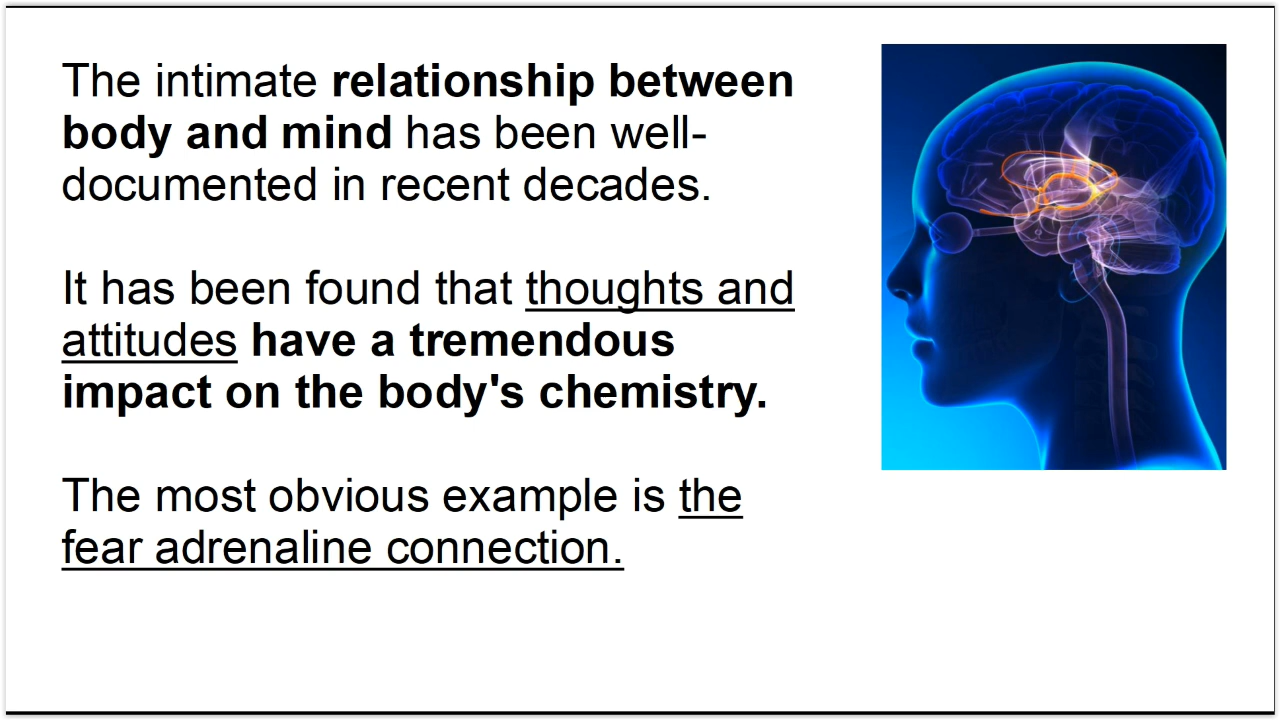 The intimate relationship between
body and mind has been well-
documented in recent decades.
It has been found that thoughts and
attitudes have a tremendous
impact on the body's chemistry.
The most obvious example is the
fear adrenaline connection.